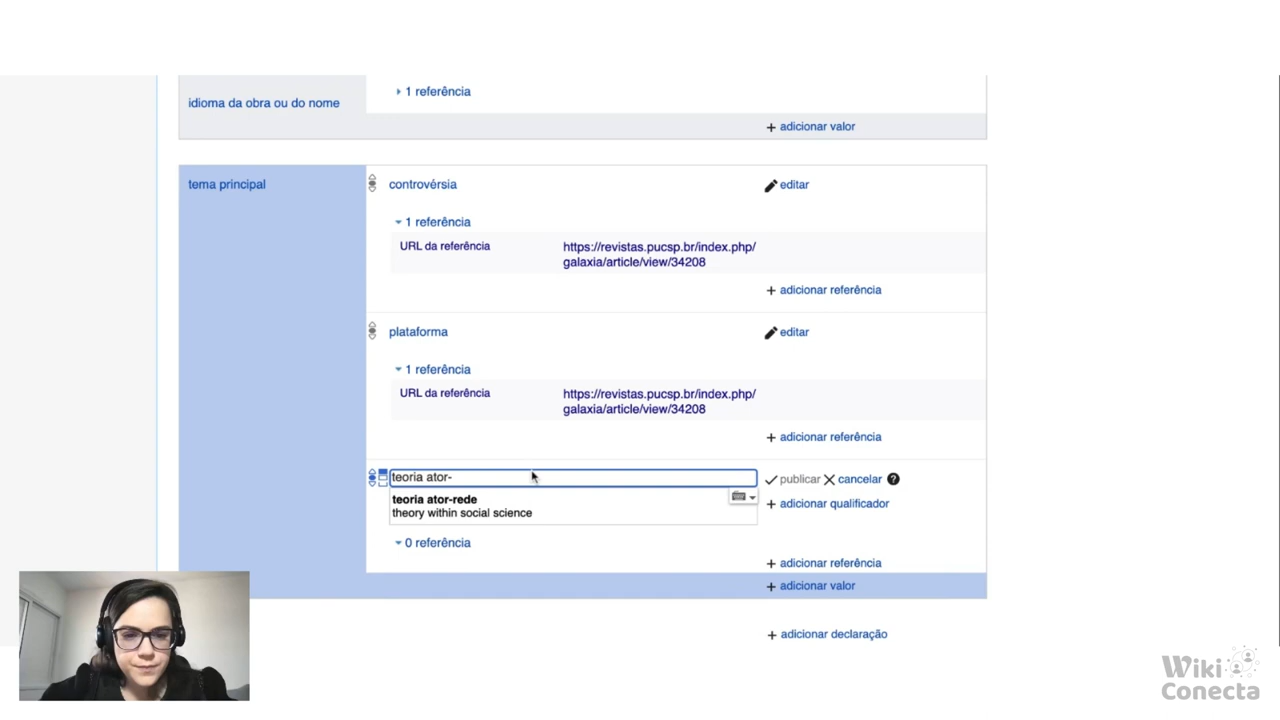 idioma da obra ou do nome
1 referência
+ adicionar valor
tema principal
controvérsia
editar
1 referência
URL da referência
https://revistas.pucsp.br/index.php/
galaxia/article/view/34208
+ adicionar referência
plataforma
editar
1 referência
URL da referência
https://revistas.pucsp.br/index.php/
galaxia/article/view/34208
+ adicionar referência
teoria ator-
publicar
cancelar
?
teoria ator-rede
theory within social science
+ adicionar qualificador
0 referência
+ adicionar referência
+ adicionar valor
+ adicionar declaração
Wiki
Conecta